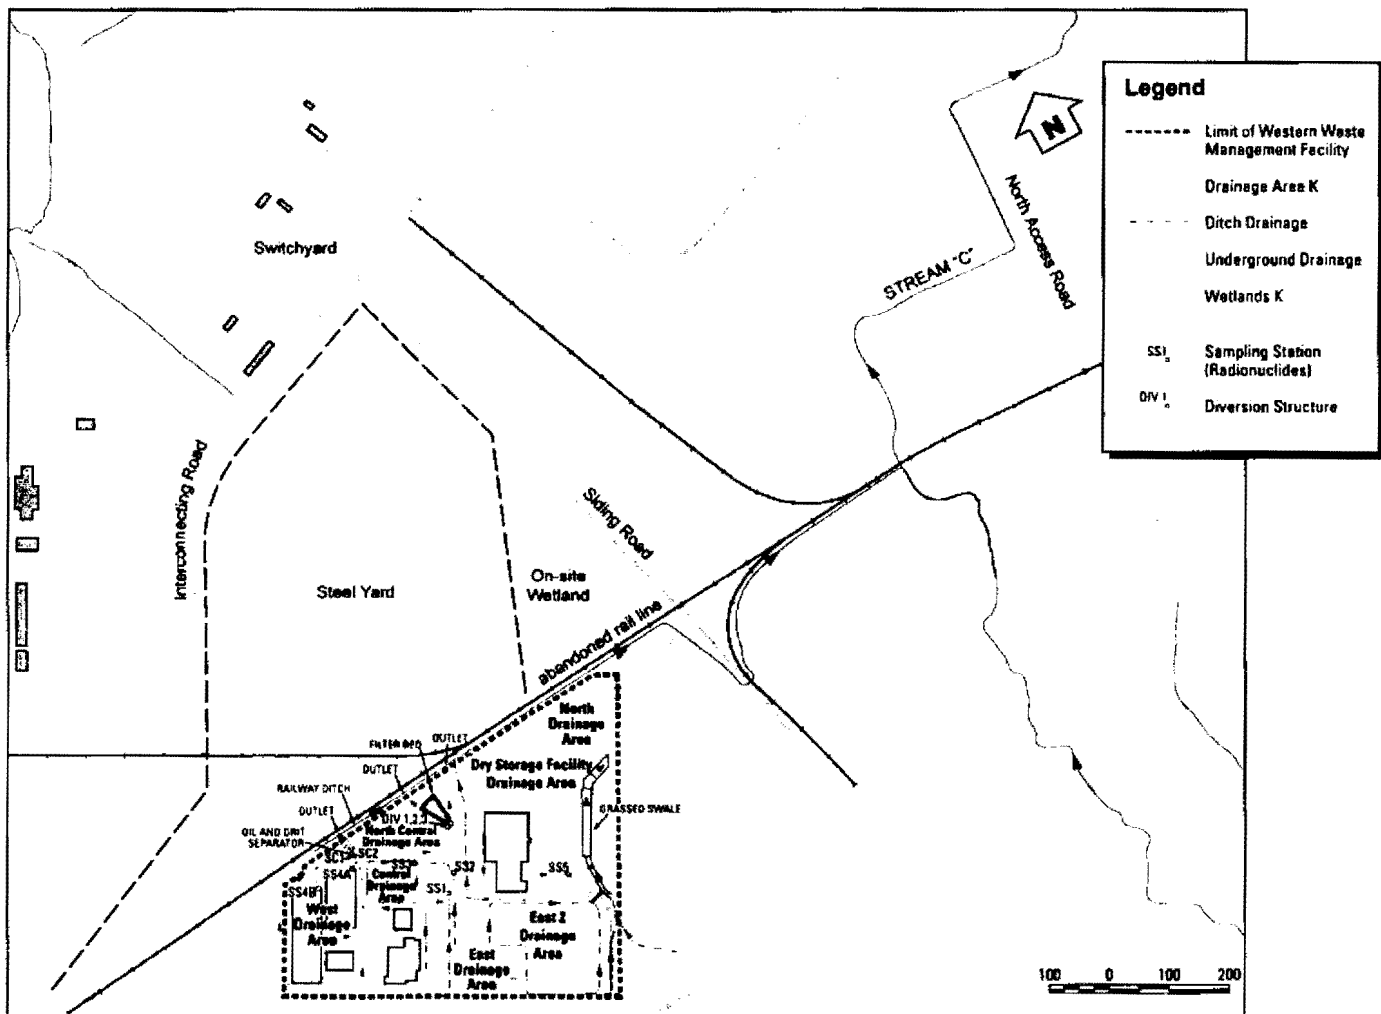 Legend
Limit of Western Waste
Management Facility
Drainage Area K
Ditch Drainage
Underground Drainage
Wetlands K
SS1
Sampling Station
(Radionuclides)
DIV 1
Diversion Structure
N
North Access Road
STREAM "C"
Switchyard
Interconnecting Road
Siding Road
Steel Yard
On-site
Wetland
abandoned rail line
North
Drainage
Area
FILTER BED
OUTLET
Dry Storage Facility
Drainage Area
OUTLET
RAILWAY DITCH
OUTLET
GRASSED SWALE
DIV 1,2,3
North Central
Drainage Area
OIL AND GRIT
SEPARATOR
SC1
SC2
SS3
SS2
SS5
SS4A
Central
Drainage
Area
SS4B
SS1
West
Drainage
Area
East 2
Drainage
Area
East
Drainage
Area
100 0 100 200